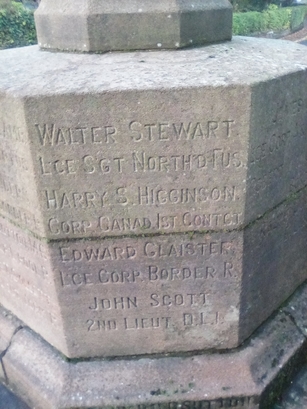 WALTER STEWART
LCE SGT NORTH'D FUS.
HARRY. S. HIGGINSON
CORP. CANAD. 1ST CONTGT
EDWARD GLAISTER
LCE CORP. BORDER R.
JOHN SCOTT
2ND LIEUT. D.L.I.